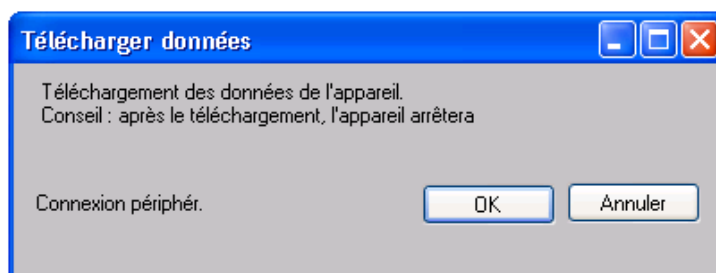 Télécharger données
Téléchargement des données de l'appareil.
Conseil : après le téléchargement, l'appareil arrêtera
Connexion périphér.
OK
Annuler